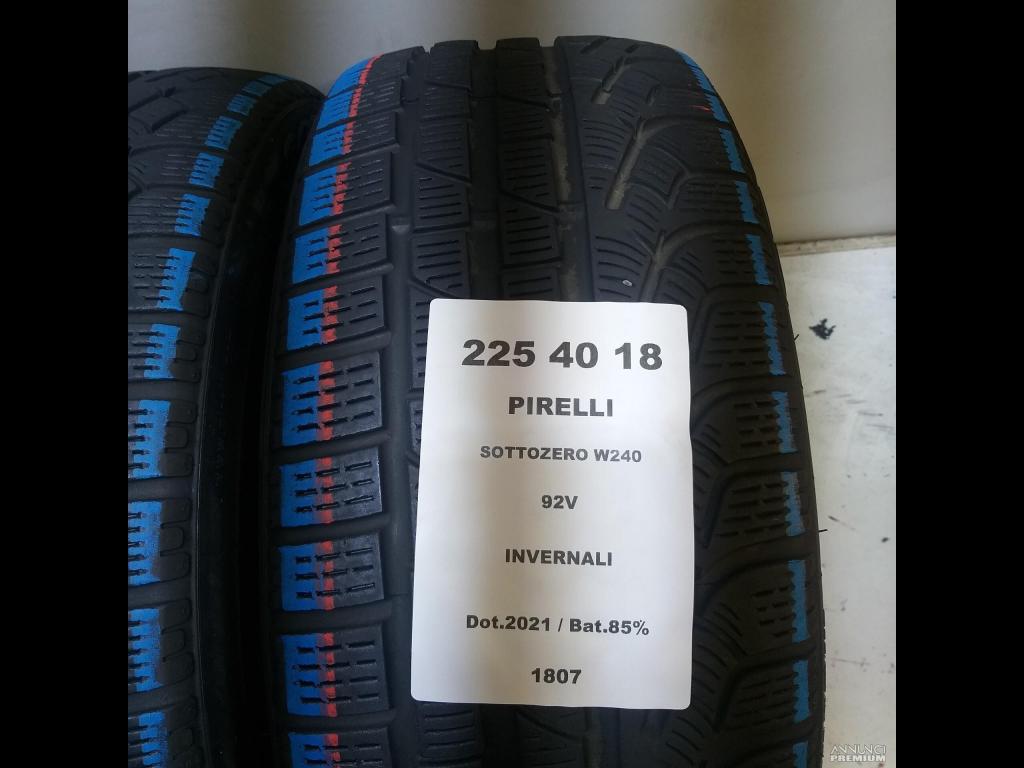 225 40 18
PIRELLI
SOTTOZERO W240
92V
INVERNALI
Dot.2021 / Bat.85%
1807
ANNUNCI
PREMIUM